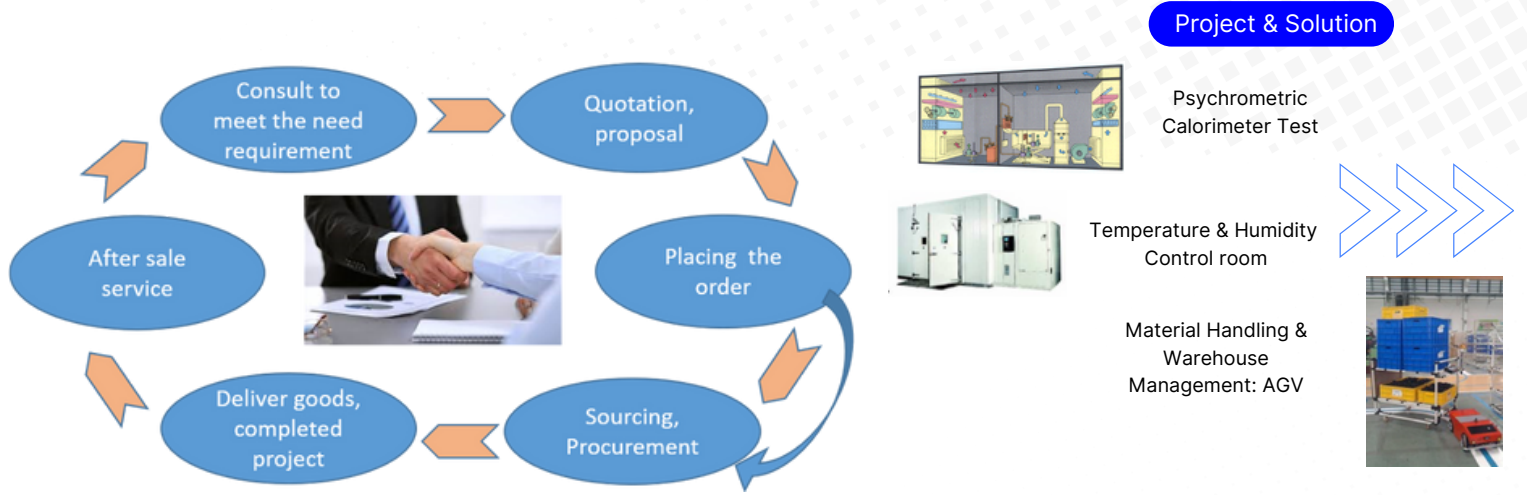 Project & Solution
Consult to
meet the need
requirement
Quotation,
proposal
Placing the
order
Sourcing,
Procurement
Deliver goods,
completed
project
After sale
service
Psychrometric
Calorimeter Test
Temperature & Humidity
Control room
Material Handling &
Warehouse
Management: AGV